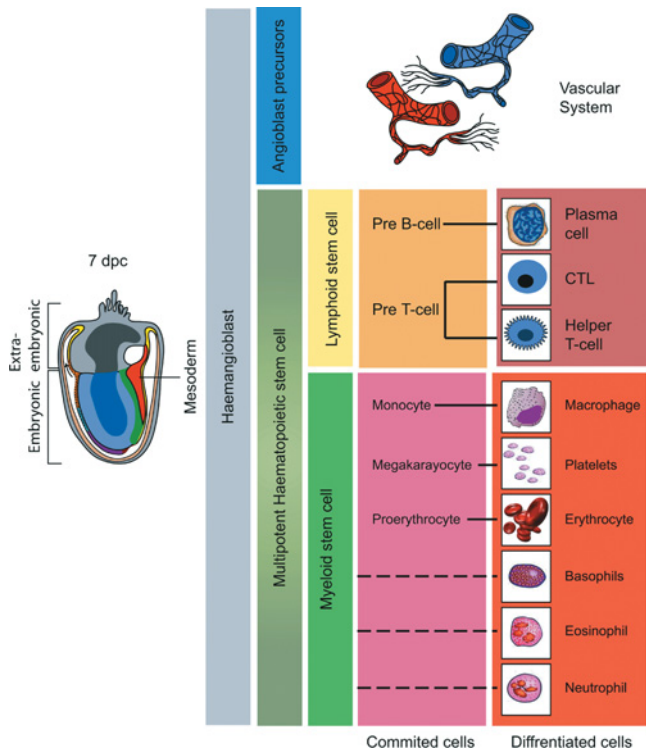 Angioblast precursors
Vascular
System
7 dpc
Extra-
embryonic
Embryonic
Mesoderm
Haemangioblast
Multipotent Haematopoietic stem cell
Lymphoid stem cell
Pre B-cell
Plasma
cell
Pre T-cell
CTL
Helper
T-cell
Myeloid stem cell
Monocyte
Macrophage
Megakarayocyte
Platelets
Proerythrocyte
Erythrocyte
Basophils
Eosinophil
Neutrophil
Commited cells
Diffrentiated cells